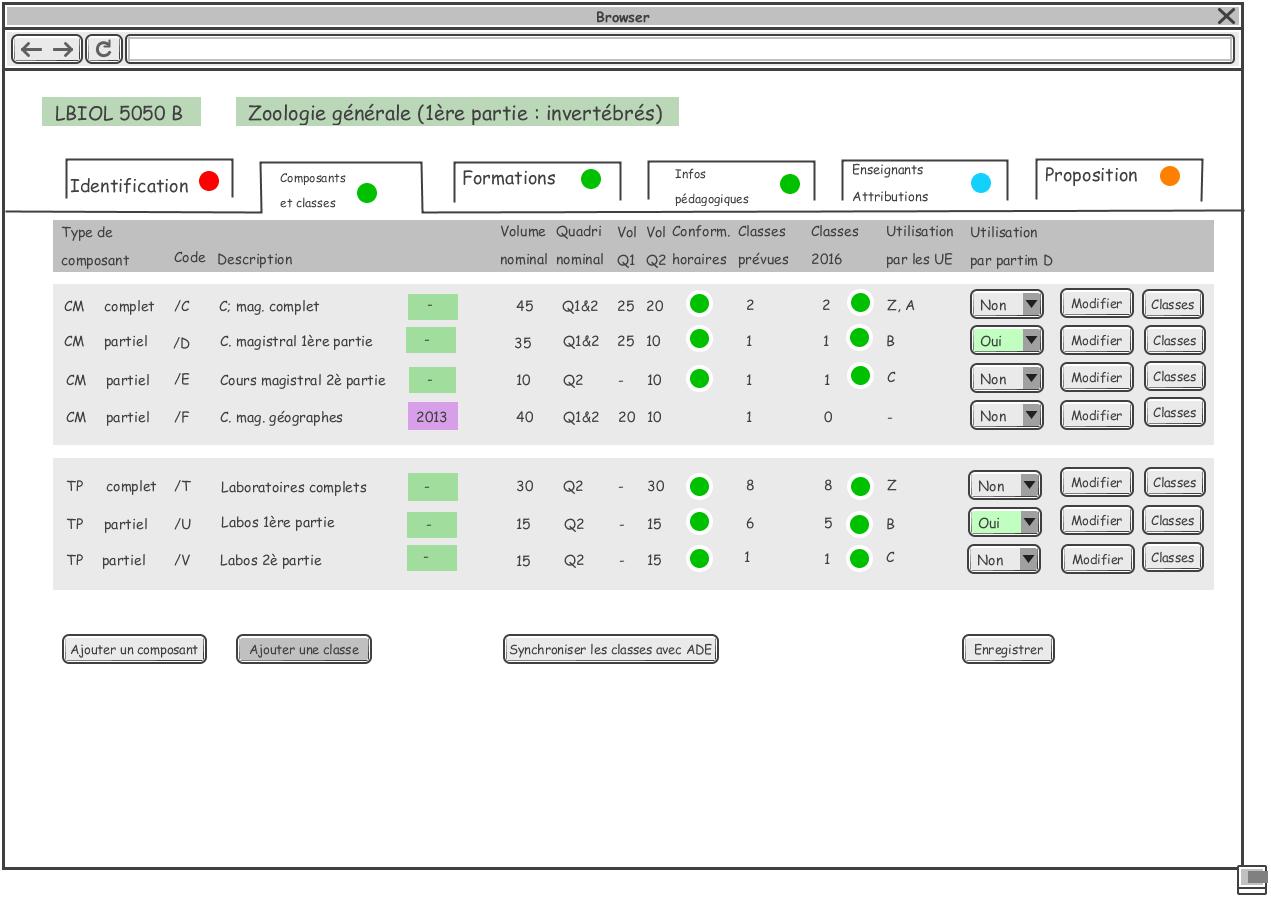 Browser
LBIOL 5050 B Zoologie générale (1ère partie : invertébrés)
Identification
Composants
et classes
Formations
Infos
pédagogiques
Enseignants
Attributions
Proposition
Type de Volume Quadri Vol Vol Conform. Classes Classes Utilisation Utilisation
composant Code Description nominal nominal Q1 Q2 horaires prévues 2016 par les UE par partim D
CM complet /C C; mag. complet - 45 Q1&2 25 20 2 2 Z, A Non Modifier Classes
CM partiel /D C. magistral 1ère partie - 35 Q1&2 25 10 1 1 B Oui Modifier Classes
CM partiel /E Cours magistral 2è partie - 10 Q2 - 10 1 1 C Non Modifier Classes
CM partiel /F C. mag. géographes 2013 40 Q1&2 20 10 1 0 - Non Modifier Classes
TP complet /T Laboratoires complets - 30 Q2 - 30 8 8 Z Non Modifier Classes
TP partiel /U Labos 1ère partie - 15 Q2 - 15 6 5 B Oui Modifier Classes
TP partiel /V Labos 2è partie - 15 Q2 - 15 1 1 C Non Modifier Classes
Ajouter un composant Ajouter une classe Synchroniser les classes avec ADE Enregistrer